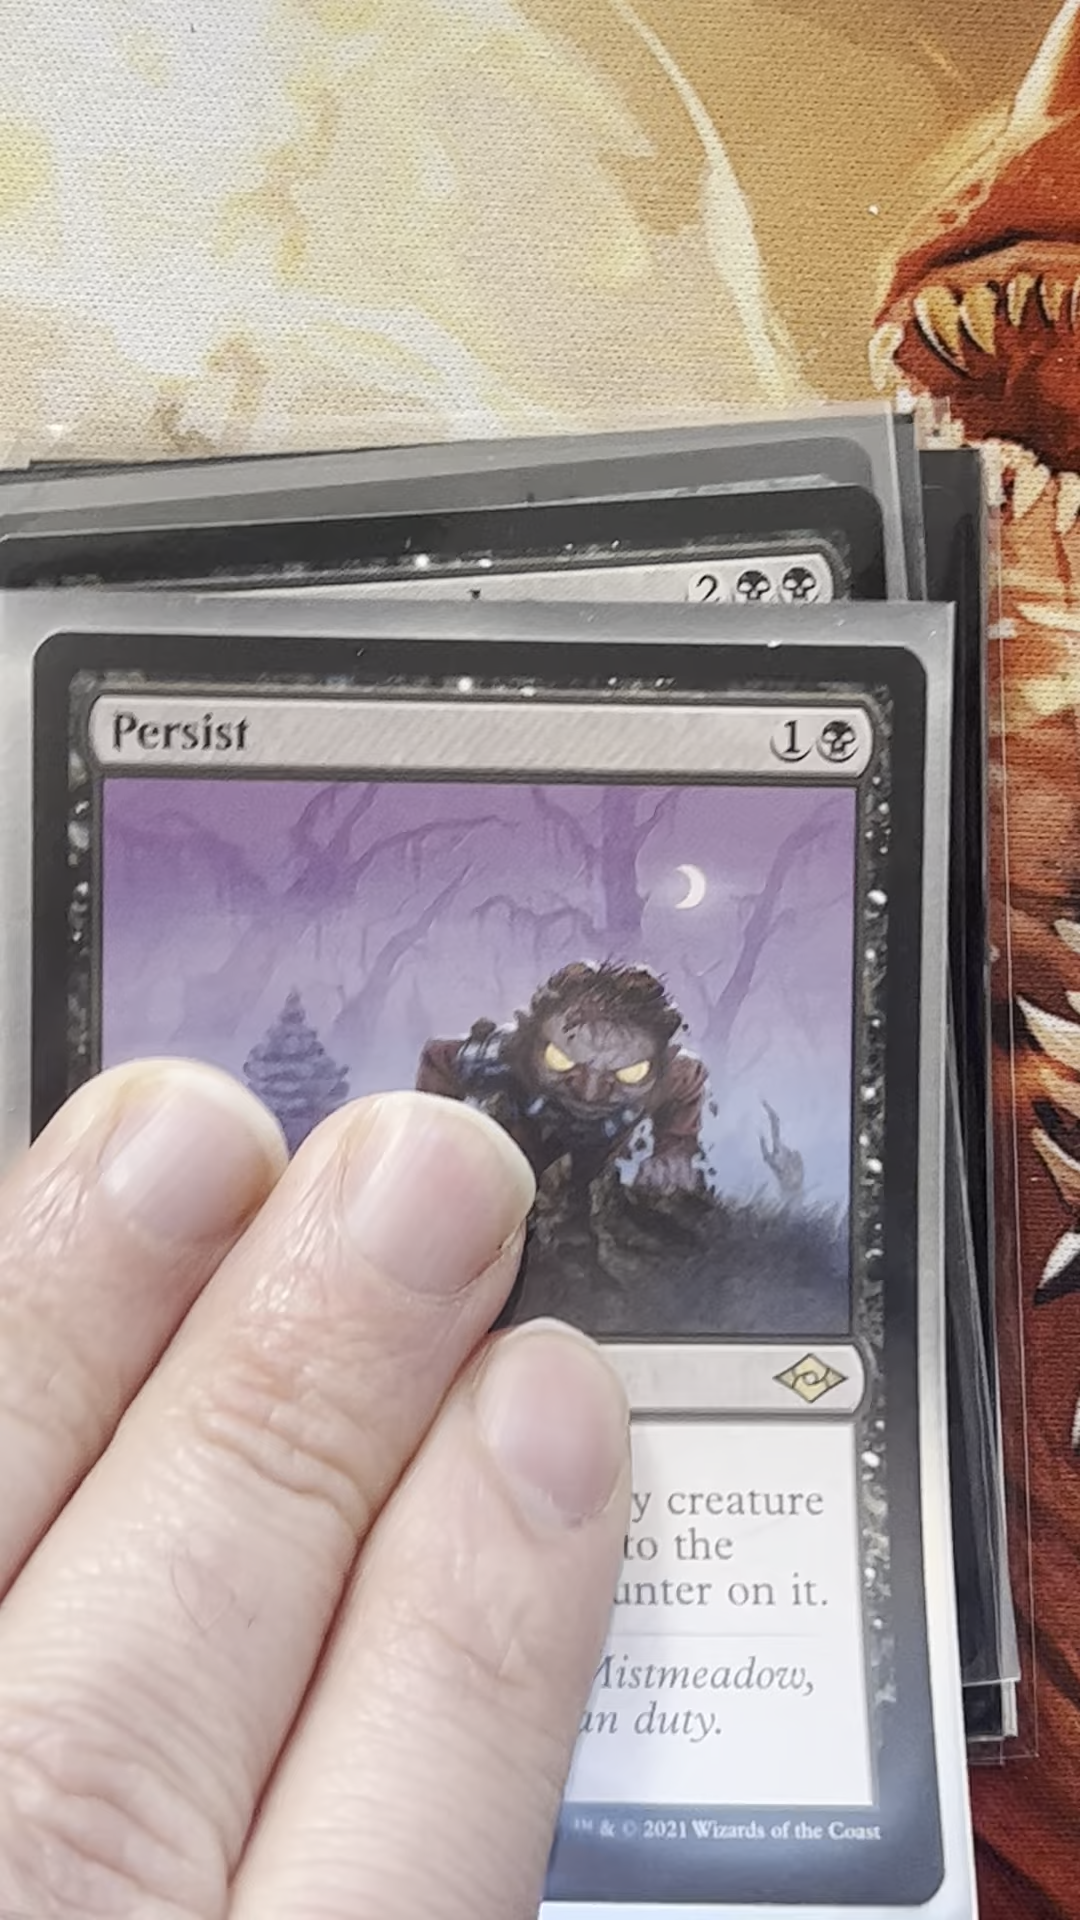 2
Persist 1
y creature
to the
unter on it.
Mistmeadow,
an duty.
™ & © 2021 Wizards of the Coast